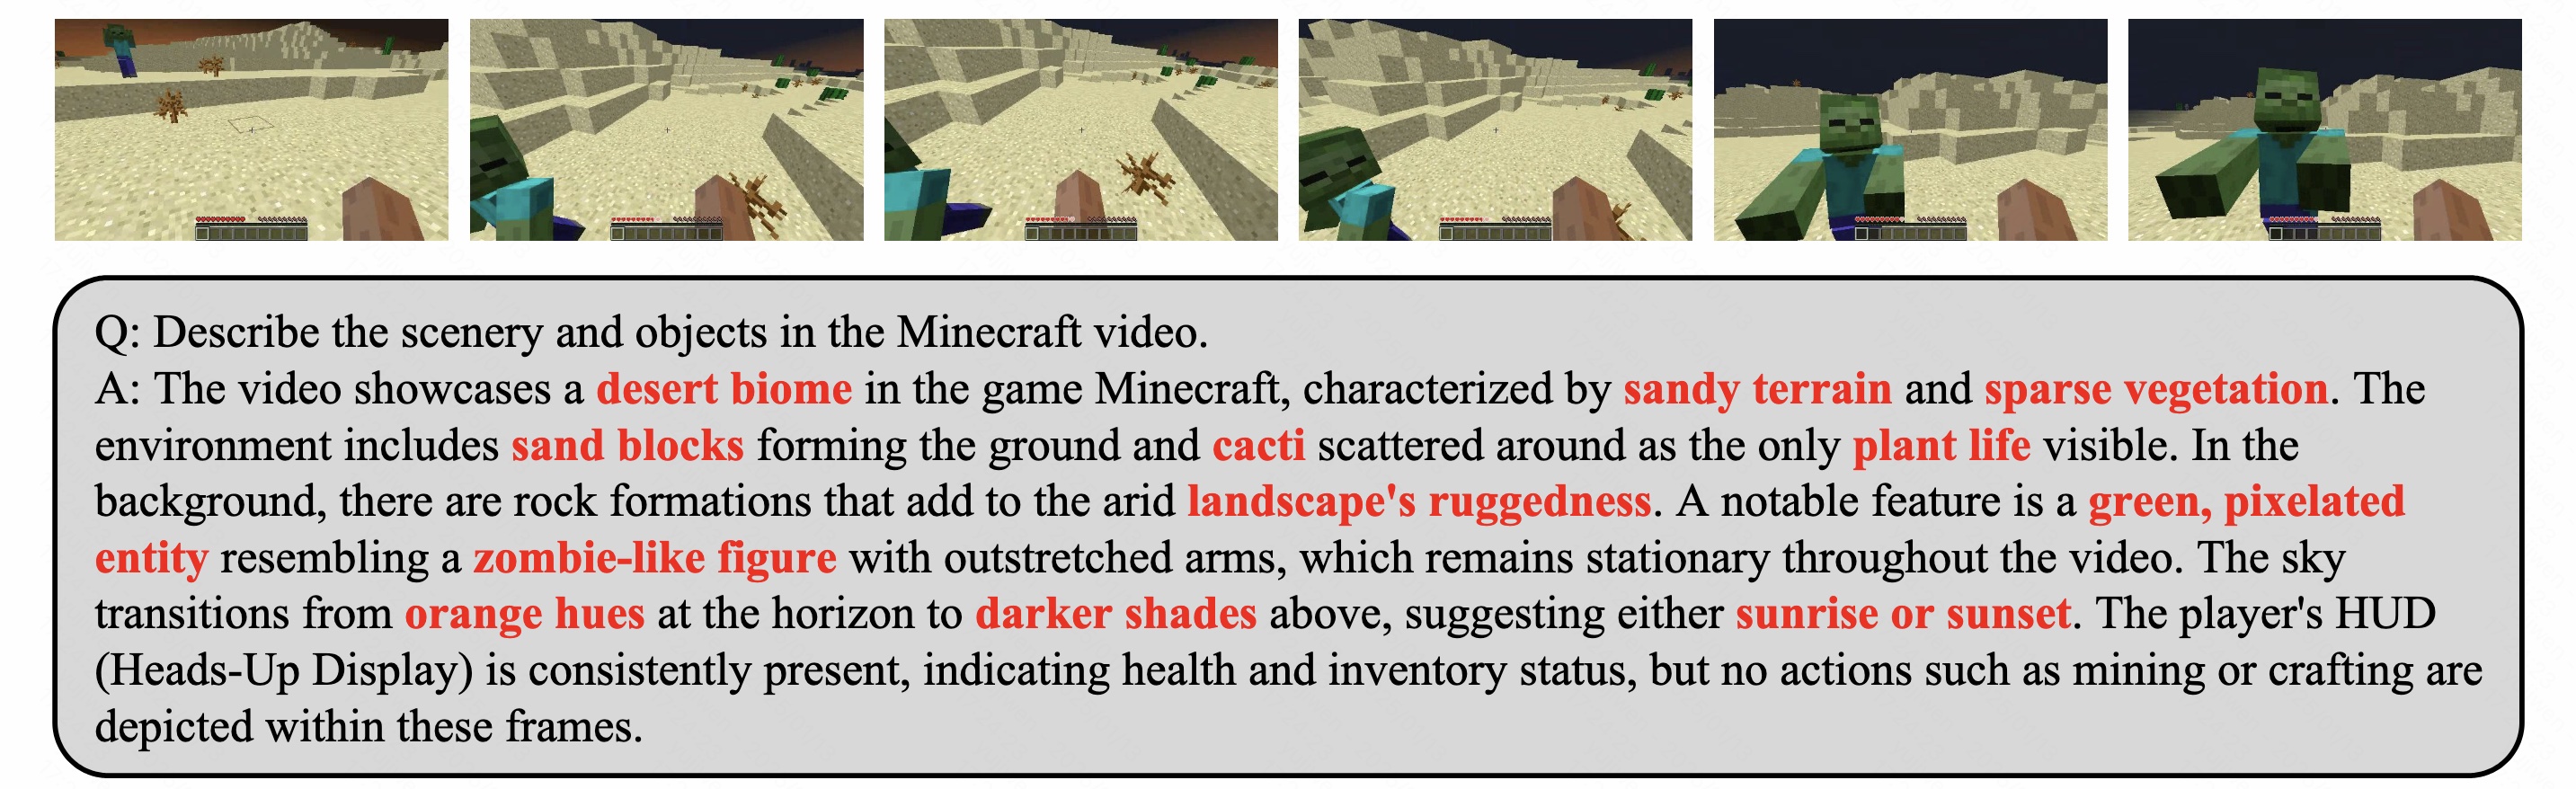 Q: Describe the scenery and objects in the Minecraft video.
A: The video showcases a desert biome in the game Minecraft, characterized by sandy terrain and sparse vegetation. The
environment includes sand blocks forming the ground and cacti scattered around as the only plant life visible. In the
background, there are rock formations that add to the arid landscape's ruggedness. A notable feature is a green, pixelated
entity resembling a zombie-like figure with outstretched arms, which remains stationary throughout the video. The sky
transitions from orange hues at the horizon to darker shades above, suggesting either sunrise or sunset. The player's HUD
(Heads-Up Display) is consistently present, indicating health and inventory status, but no actions such as mining or crafting are
depicted within these frames.